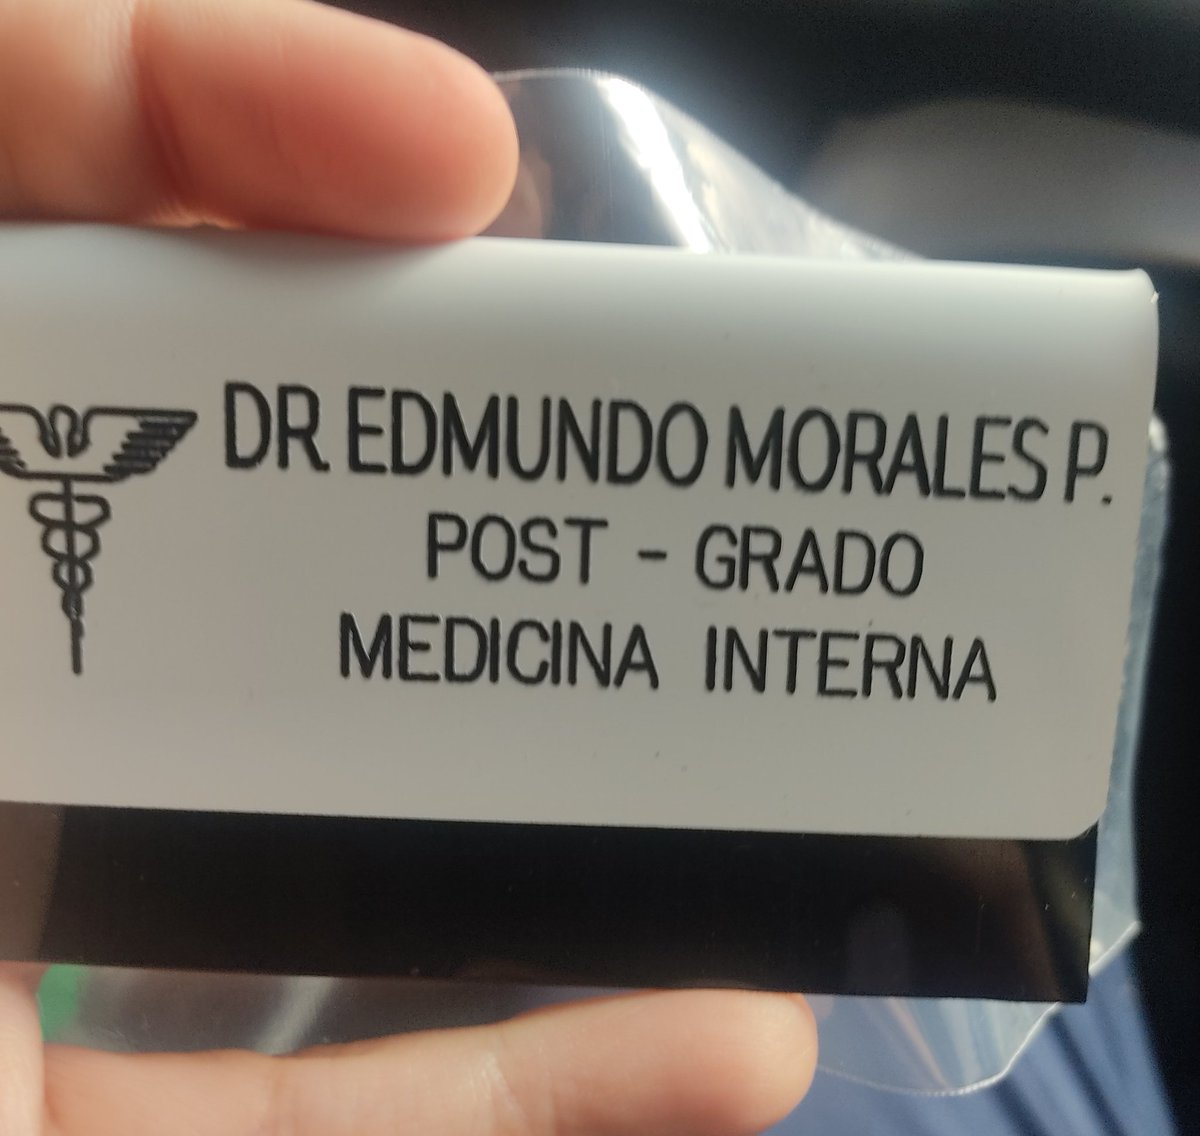 DR. EDMUNDO MORALES P.
POST - GRADO
MEDICINA INTERNA